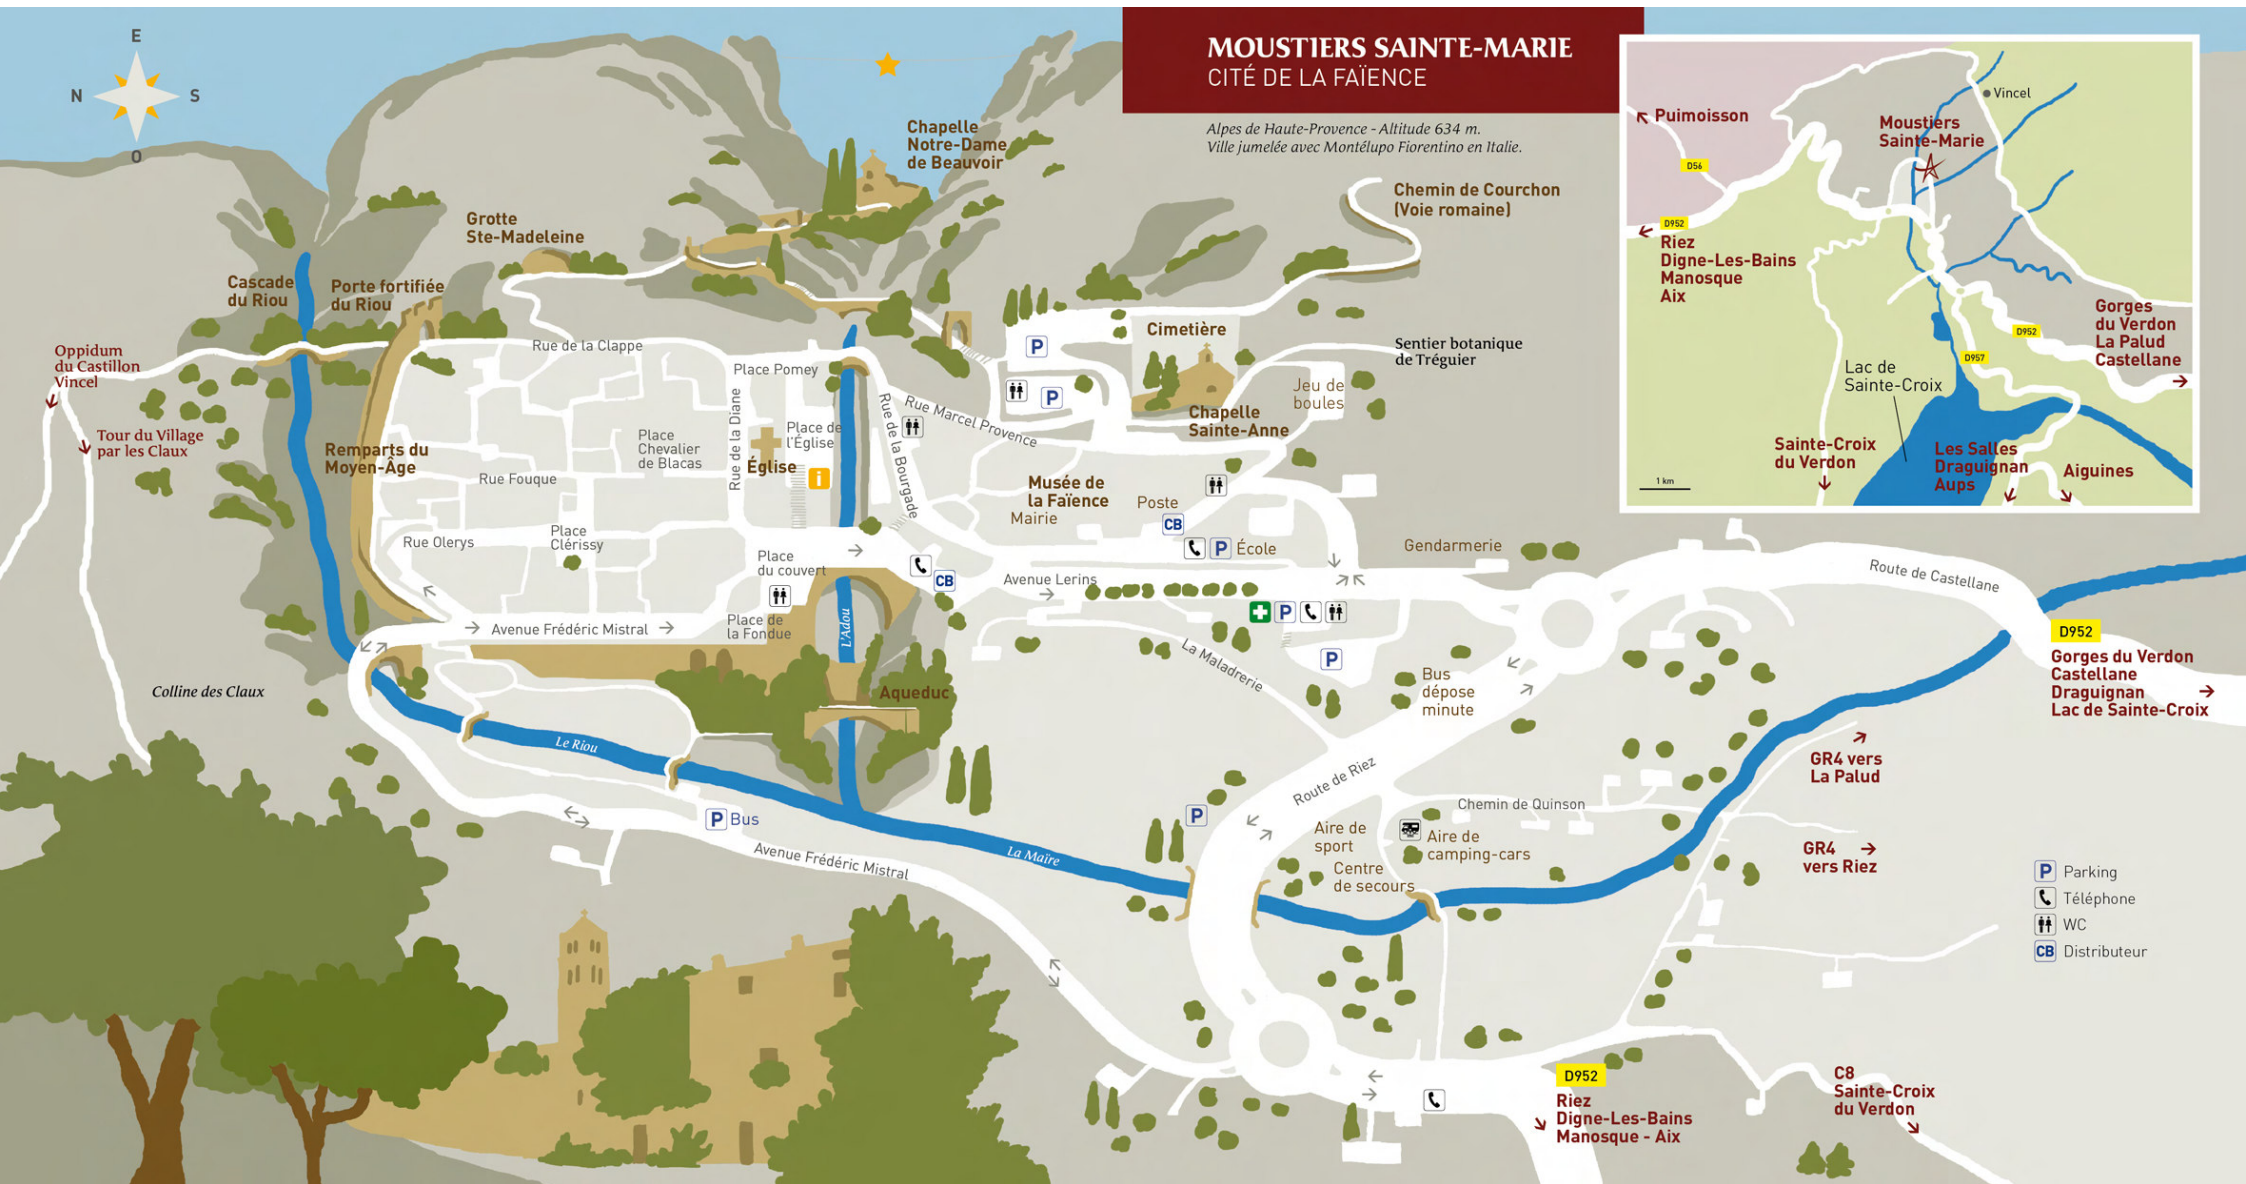 E
N
S
O
MOUSTIERS SAINTE-MARIE
CITÉ DE LA FAÏENCE
Alpes de Haute-Provence - Altitude 634 m.
Ville jumelée avec Montélupo Fiorentino en Italie.
Chapelle
Notre-Dame
de Beauvoir
Chemin de Courchon
(Voie romaine)
Grotte
Ste-Madeleine
Cascade
du Riou
Porte fortifiée
du Riou
Oppidum
du Castillon
Vincel
Tour du Village
par les Claux
Remparts du
Moyen-Âge
Rue de la Clappe
Place Pomey
Rue de la Diane
Place de
l'Église
Église
i
Place
Chevalier
de Blacas
Rue Fouque
Rue Olerys
Place
Clérissy
Place
du couvert
Place de
la Fondue
Avenue Frédéric Mistral
Rue de la Bourgade
Rue Marcel Provence
P
P
Cimetière
Chapelle
Sainte-Anne
Jeu de
boules
Sentier botanique
de Tréguier
Musée de
la Faïence
Mairie
Poste
CB
P
École
Gendarmerie
CB
Avenue Lerins
P
P
L'Adou
Aqueduc
La Maladrerie
Bus
dépose
minute
Route de Castellane
D952
Gorges du Verdon
Castellane
Draguignan
Lac de Sainte-Croix
Colline des Claux
Le Riou
P Bus
Avenue Frédéric Mistral
La Maïre
P
Route de Riez
Chemin de Quinson
Aire de
sport
Aire de
camping-cars
Centre
de secours
GR4 vers
La Palud
GR4
vers Riez
P Parking
Téléphone
WC
CB Distributeur
D952
Riez
Digne-Les-Bains
Manosque - Aix
C8
Sainte-Croix
du Verdon
Puimoisson
D56
D952
Riez
Digne-Les-Bains
Manosque
Aix
Vincel
Moustiers
Sainte-Marie
Gorges
du Verdon
La Palud
Castellane
D952
D957
Lac de
Sainte-Croix
Sainte-Croix
du Verdon
Les Salles
Draguignan
Aups
Aiguines
1 km